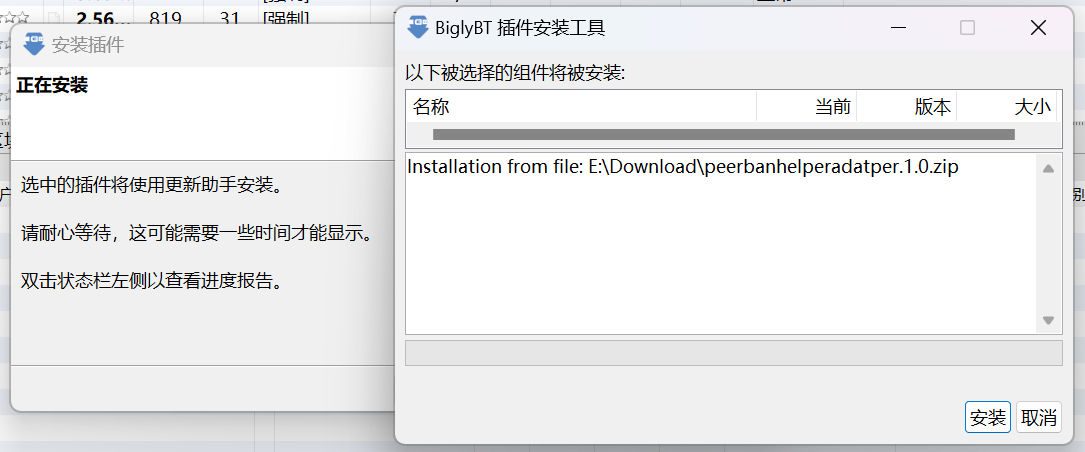 2.56...
819
31
[强制]
安装插件
正在安装
选中的插件将使用更新助手安装。
请耐心等待，这可能需要一些时间才能显示。
双击状态栏左侧以查看进度报告。
BiglyBT 插件安装工具
以下被选择的组件将被安装:
名称 当前 版本 大小
Installation from file: E:\Download\peerbanhelperadatper.1.0.zip
安装 取消